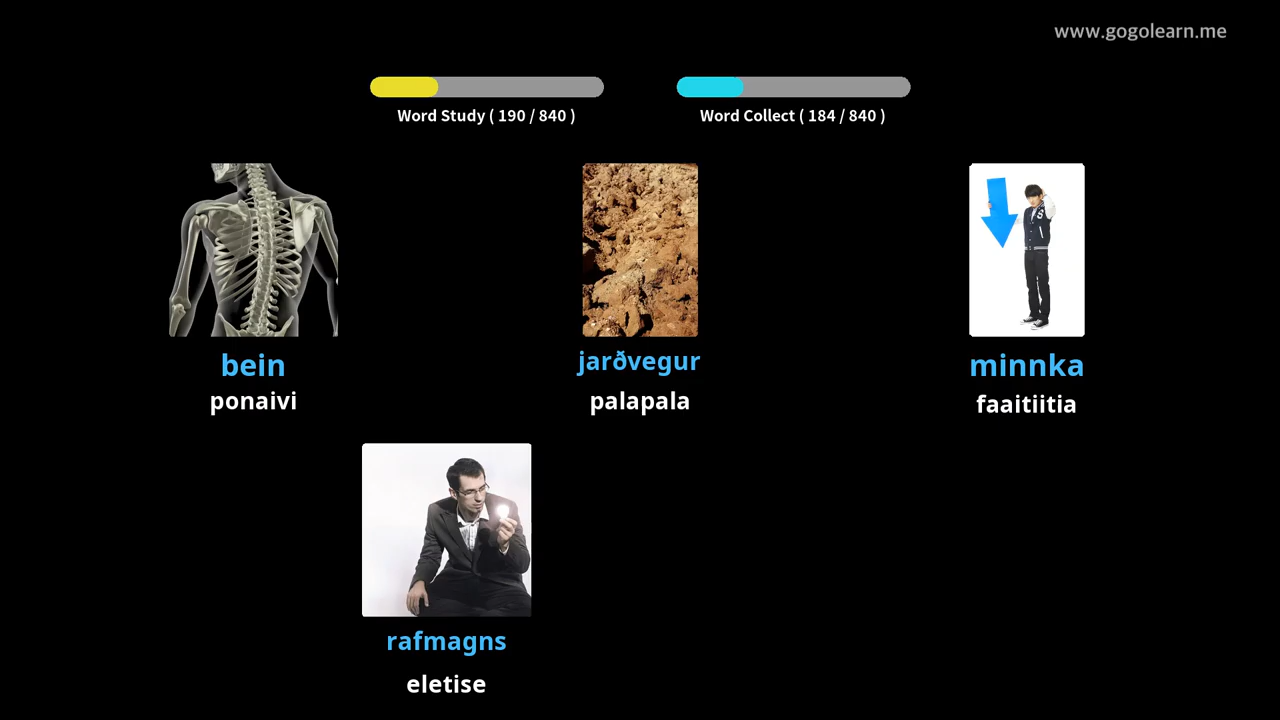 www.gogolearn.me
Word Study ( 190 / 840 )
Word Collect ( 184 / 840 )
bein
ponaivi
jarðvegur
palapala
S
minnka
faaitiitia
rafmagns
eletise